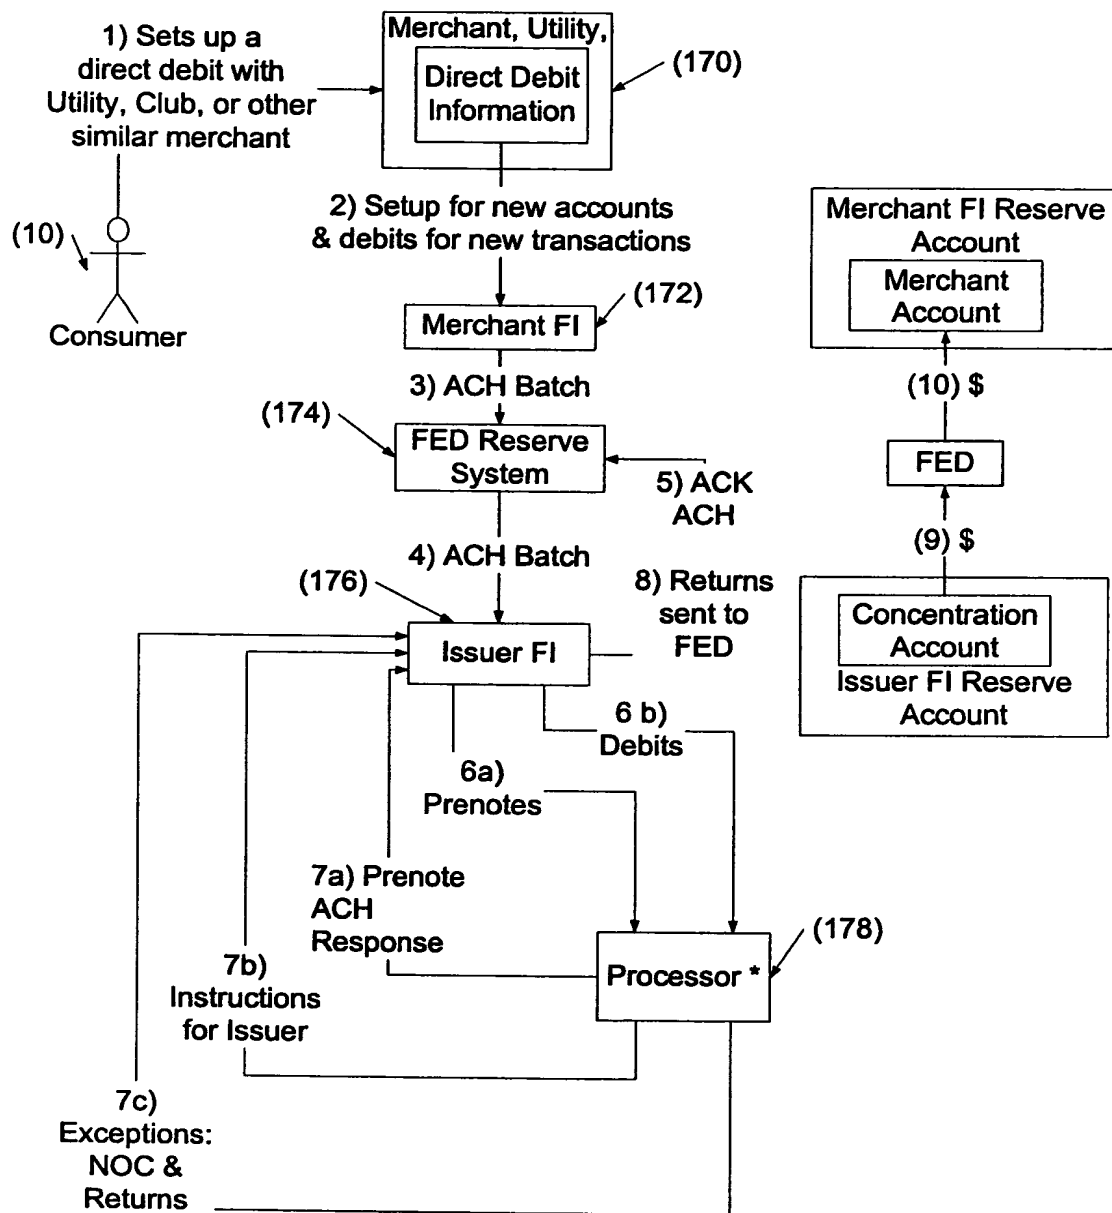 1) Sets up a
direct debit with
Utility, Club, or other
similar merchant
Merchant, Utility,
Direct Debit
Information
(170)
(10)
Consumer
2) Setup for new accounts
& debits for new transactions
(172)
Merchant FI
3) ACH Batch
(174)
FED Reserve
System
5) ACK
ACH
4) ACH Batch
(176)
Issuer FI
8) Returns
sent to
FED
Merchant FI Reserve
Account
Merchant
Account
(10) $
FED
(9) $
Concentration
Account
Issuer FI Reserve
Account
6 b)
Debits
6a)
Prenotes
7a) Prenote
ACH
Response
(178)
Processor *
7b)
Instructions
for Issuer
7c)
Exceptions:
NOC &
Returns